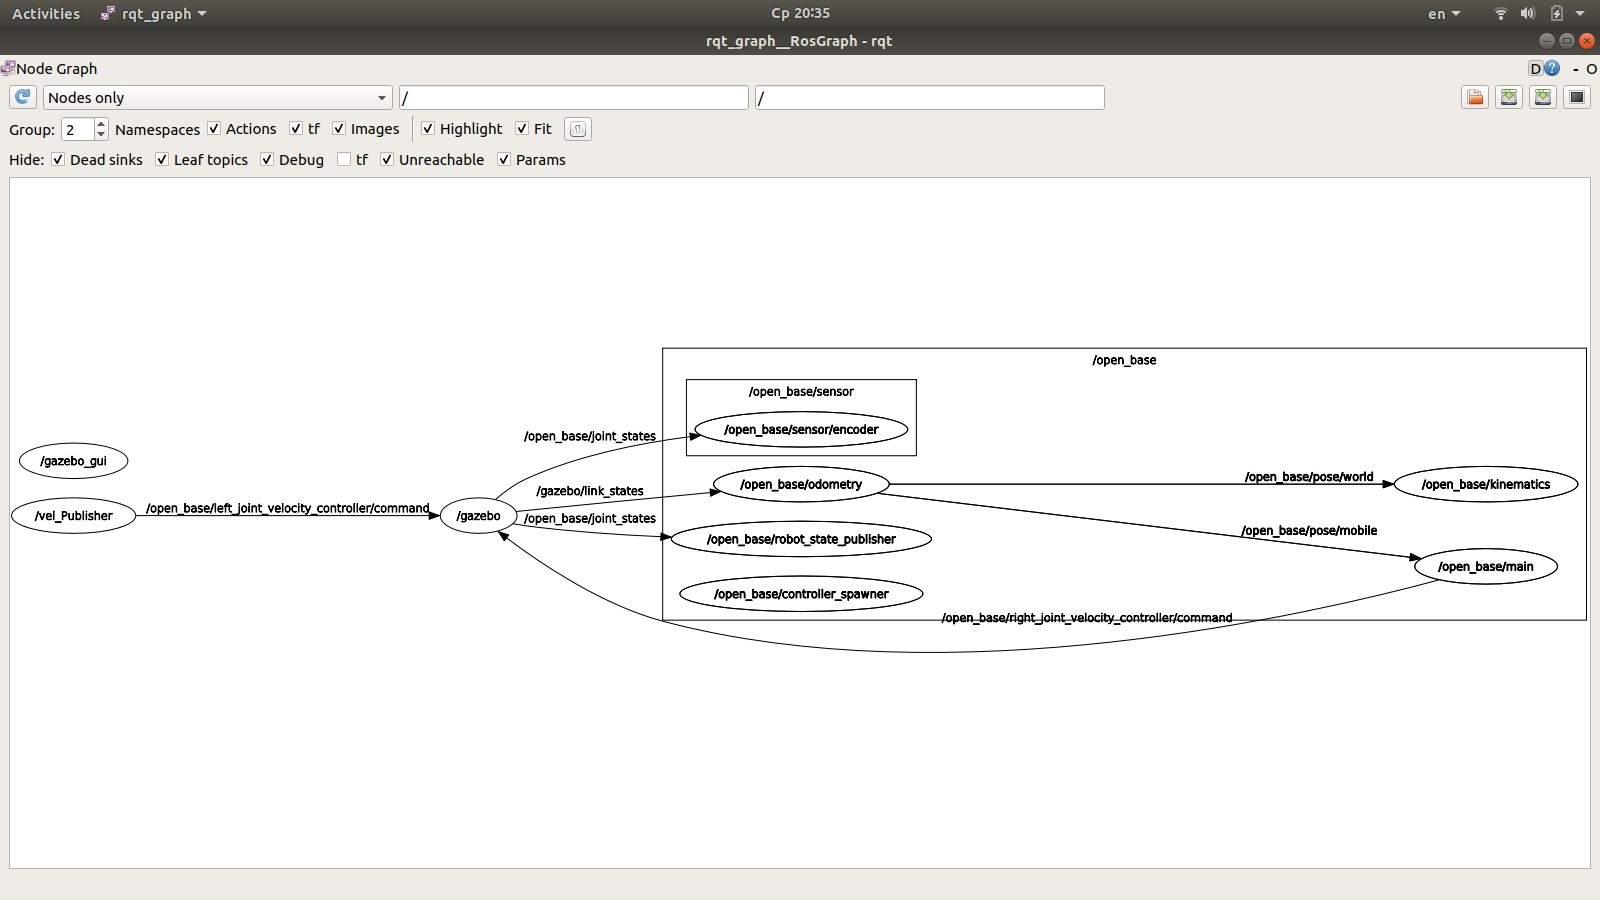 Activities rqt_graph Ср 20:35 en
rqt_graph__RosGraph - rqt
Node Graph D ? - O
Nodes only / /
Group: 2 Namespaces Actions tf Images Highlight Fit
Hide: Dead sinks Leaf topics Debug tf Unreachable Params
/open_base
/open_base/sensor
/open_base/sensor/encoder
/open_base/joint_states
/gazebo_gui
/gazebo/link_states
/open_base/odometry
/open_base/pose/world
/open_base/kinematics
/vel_Publisher
/open_base/left_joint_velocity_controller/command
/gazebo
/open_base/joint_states
/open_base/robot_state_publisher
/open_base/pose/mobile
/open_base/main
/open_base/controller_spawner
/open_base/right_joint_velocity_controller/command